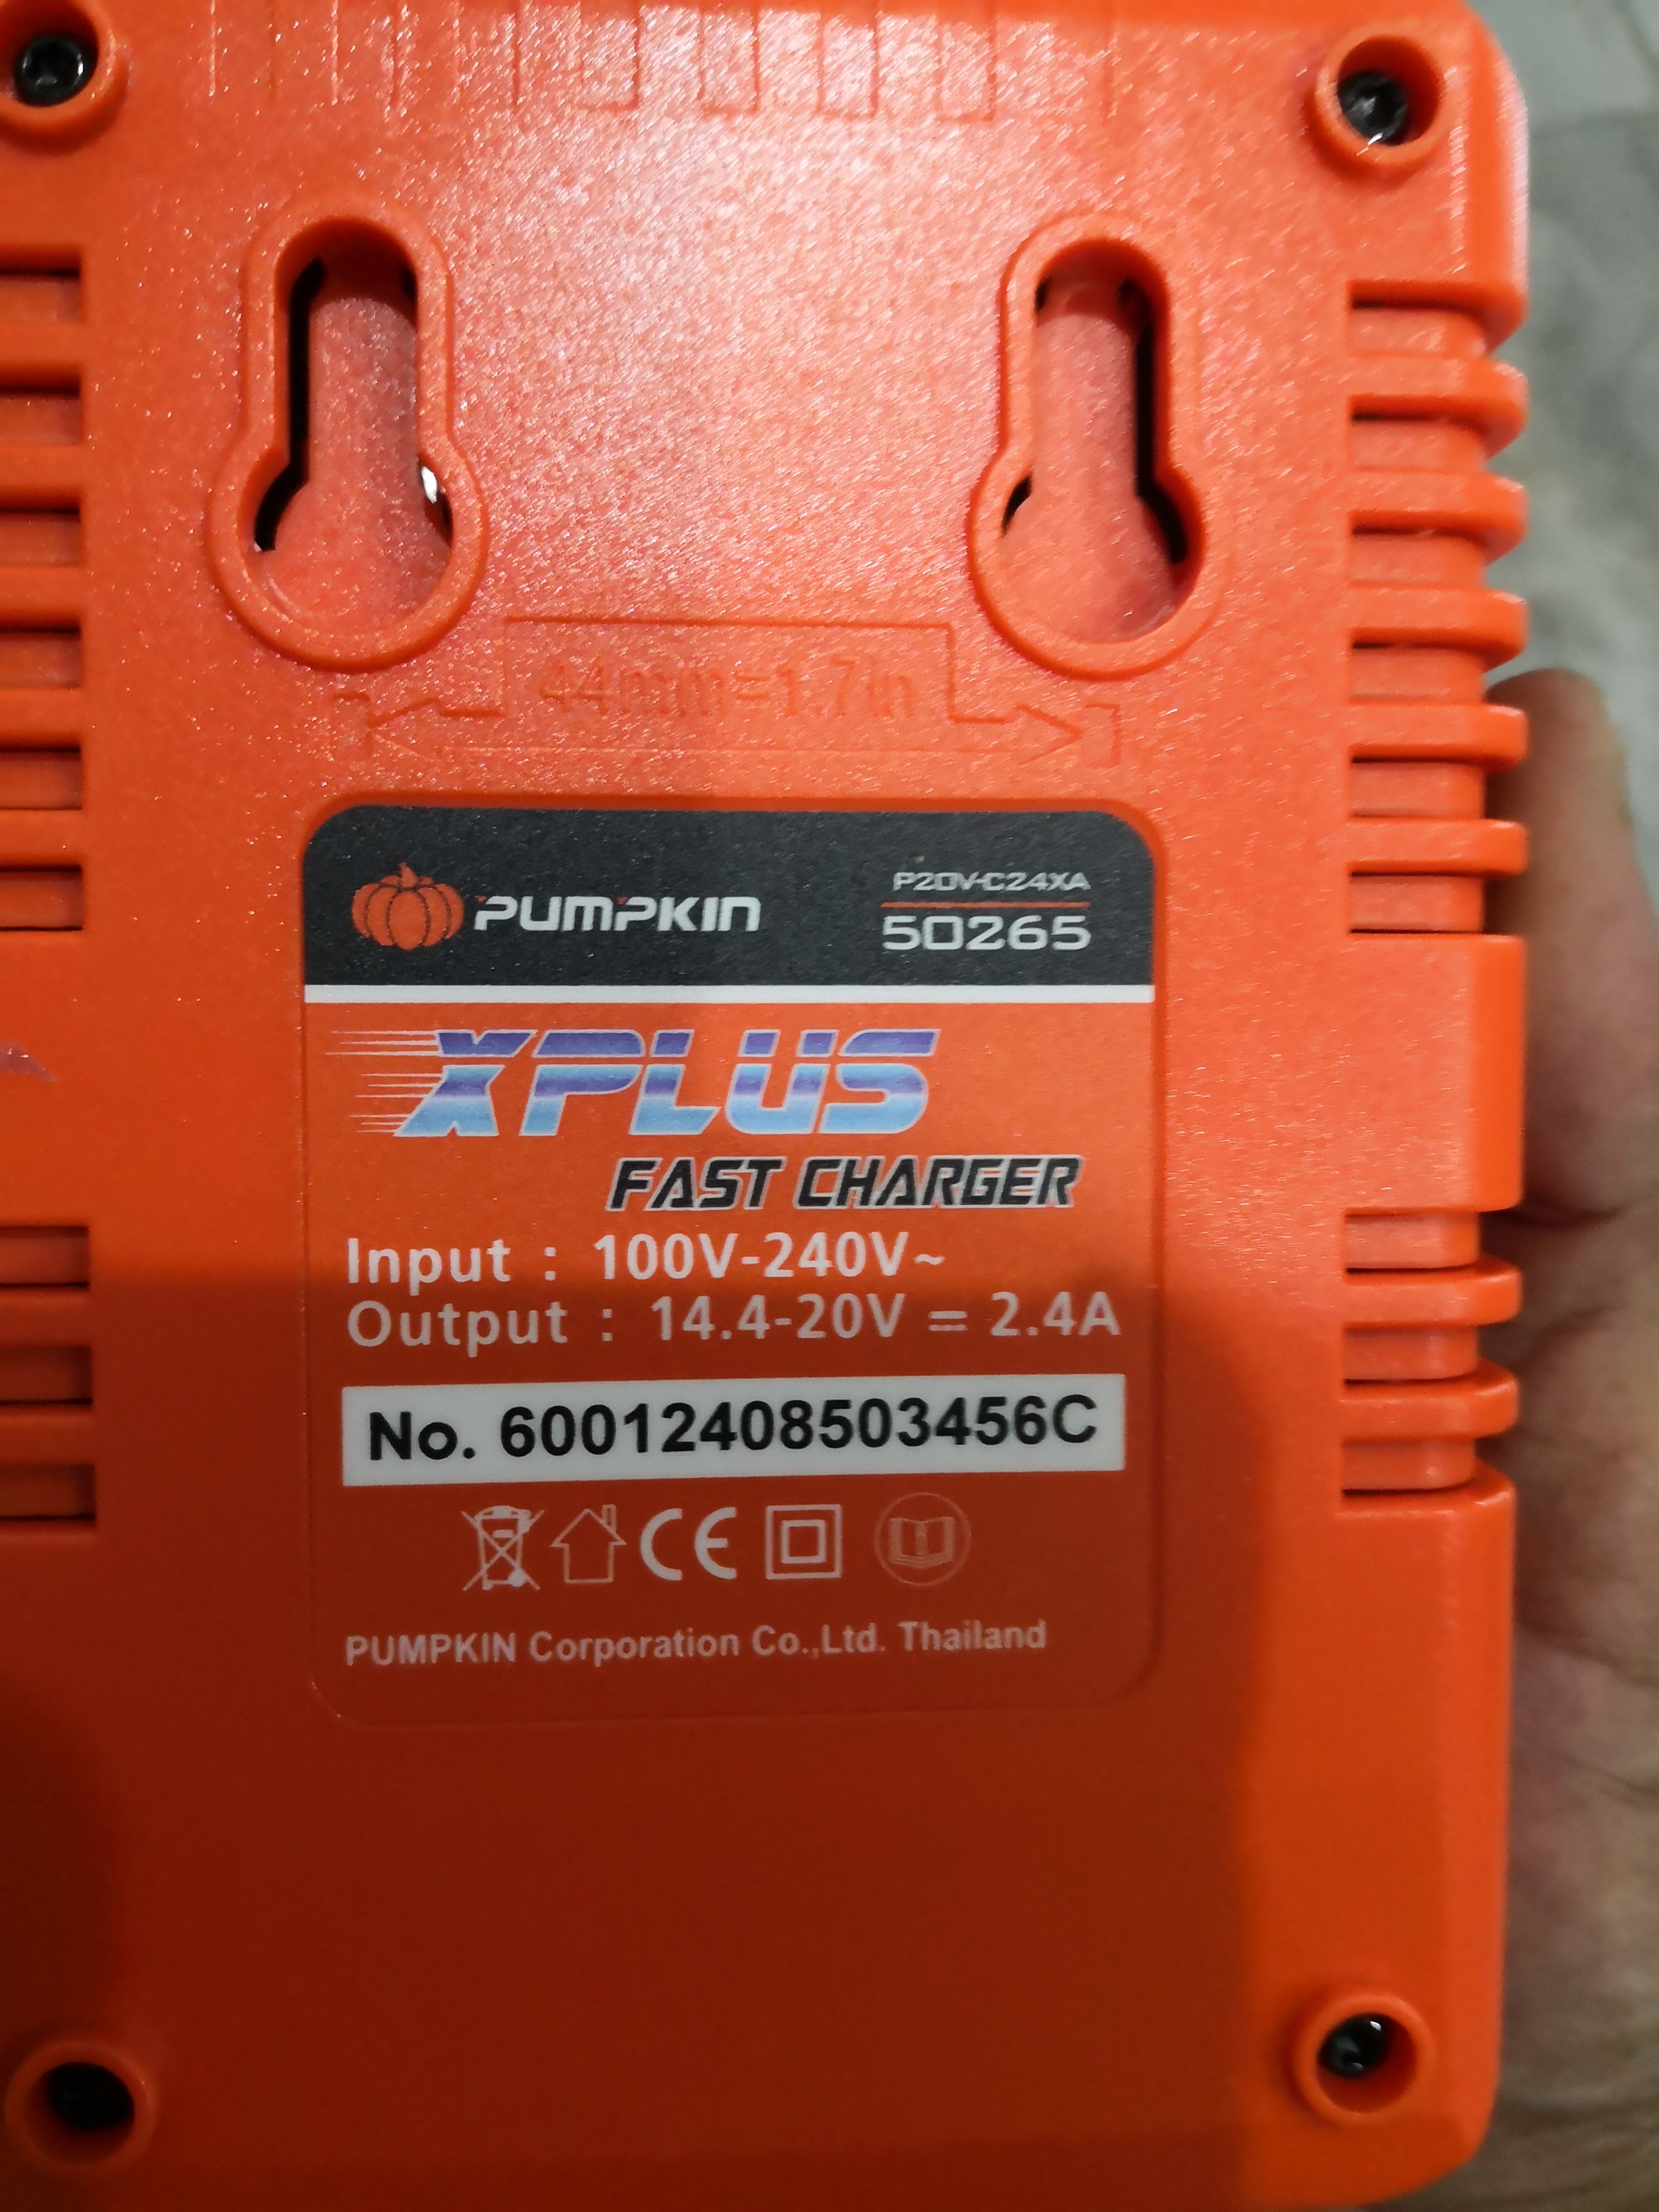 44mm=1.7in
PUMPKIN
P20V-C24XA
50265
XPLUS
FAST CHARGER
Input : 100V-240V~
Output : 14.4-20V = 2.4A
No. 60012408503456C
CE
PUMPKIN Corporation Co.,Ltd. Thailand